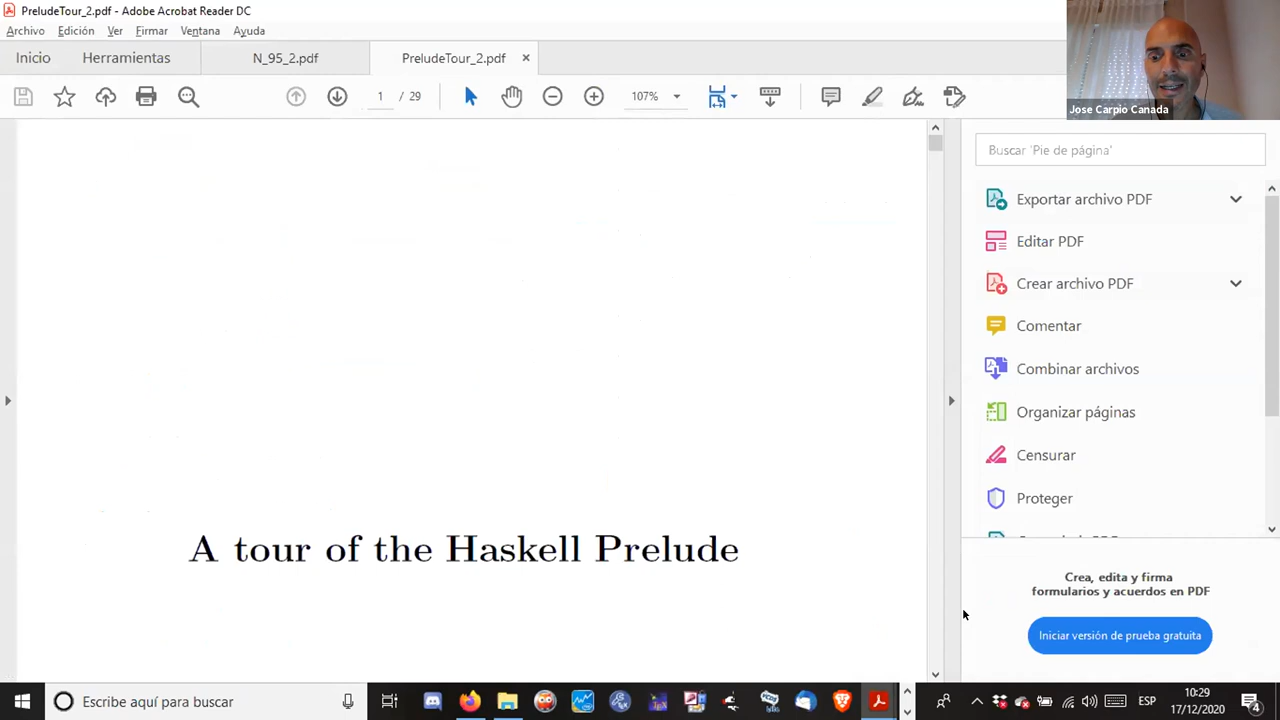 PreludeTour_2.pdf - Adobe Acrobat Reader DC
Archivo Edición Ver Firmar Ventana Ayuda
Inicio Herramientas N_95_2.pdf PreludeTour_2.pdf ×
1 / 29 107%
Jose Carpio Canada
Buscar 'Pie de página'
Exportar archivo PDF
Editar PDF
Crear archivo PDF
Comentar
Combinar archivos
Organizar páginas
Censurar
Proteger
A tour of the Haskell Prelude
Crea, edita y firma
formularios y acuerdos en PDF
Iniciar versión de prueba gratuita
Escribe aquí para buscar
ESP
10:29
17/12/2020
4